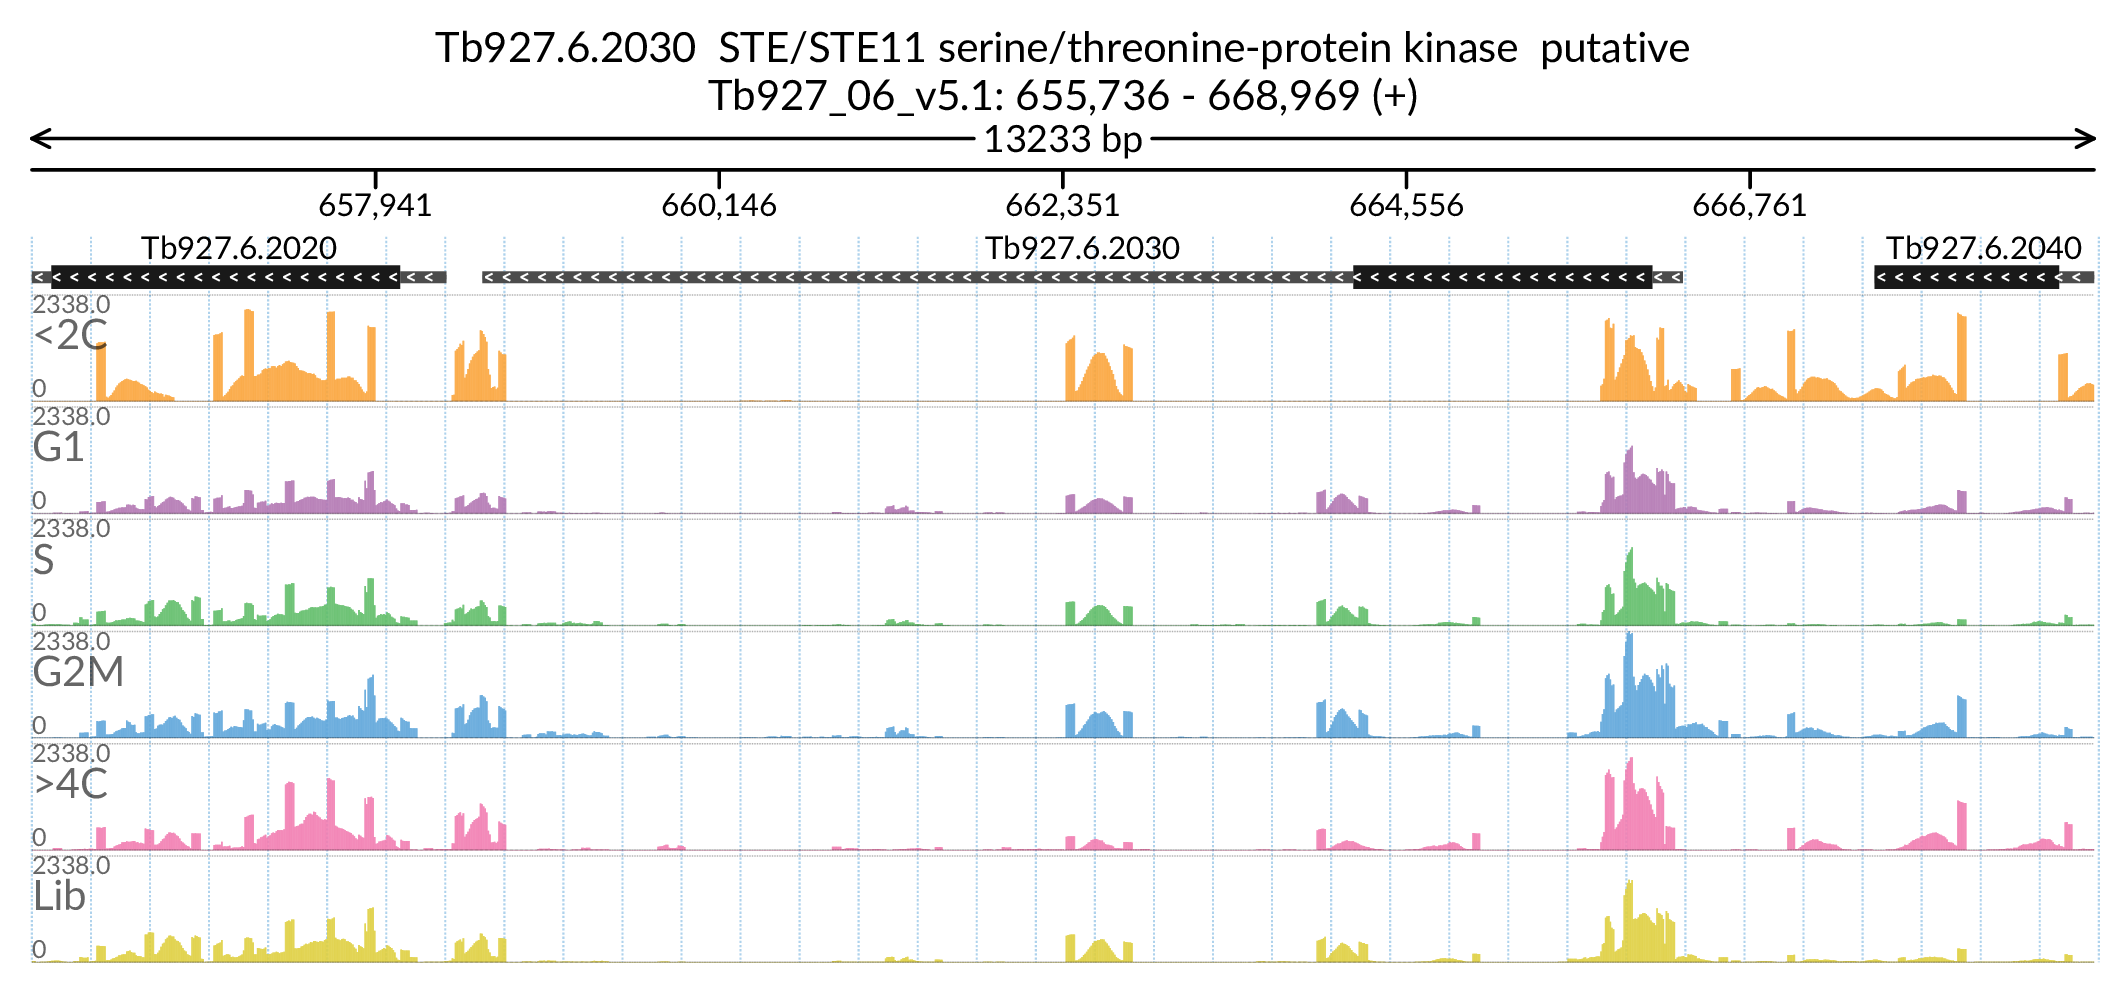 Tb927.6.2030  STE/STE11 serine/threonine-protein kinase  putative
Tb927_06_v5.1: 655,736 - 668,969 (+)
13233 bp
657,941 660,146 662,351 664,556 666,761
Tb927.6.2020 Tb927.6.2030 Tb927.6.2040
2338.0
<2C
0
2338.0
G1
0
2338.0
S
0
2338.0
G2M
0
2338.0
>4C
0
2338.0
Lib
0